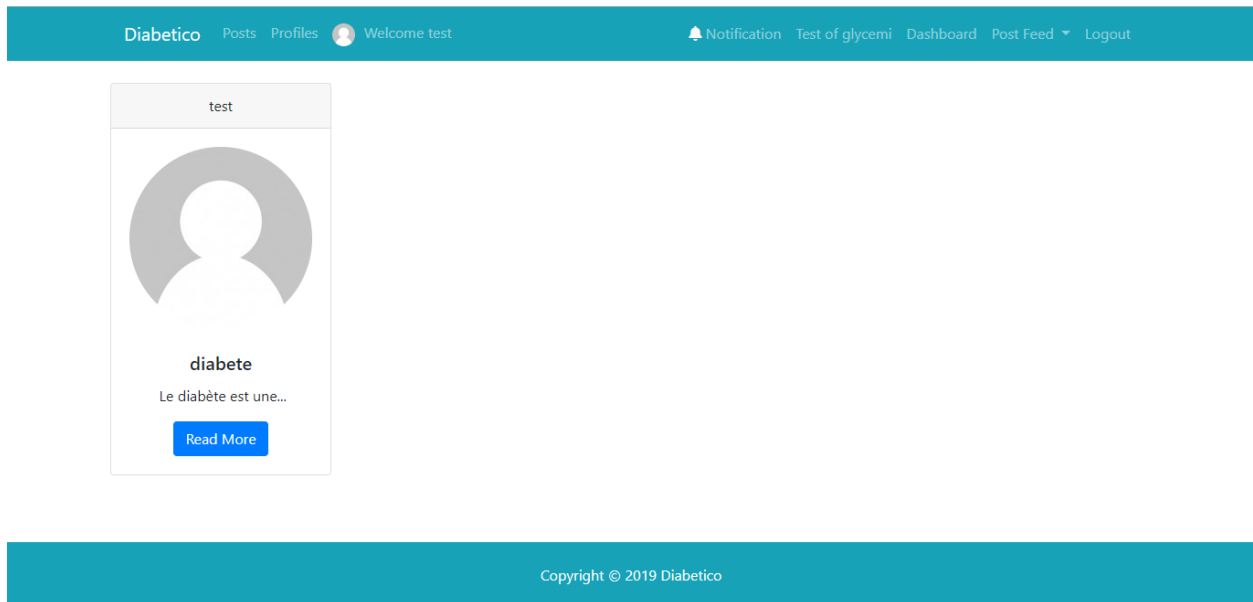 Diabetico Posts Profiles Welcome test Notification Test of glycemi Dashboard Post Feed Logout
test
diabete
Le diabète est une...
Read More
Copyright © 2019 Diabetico